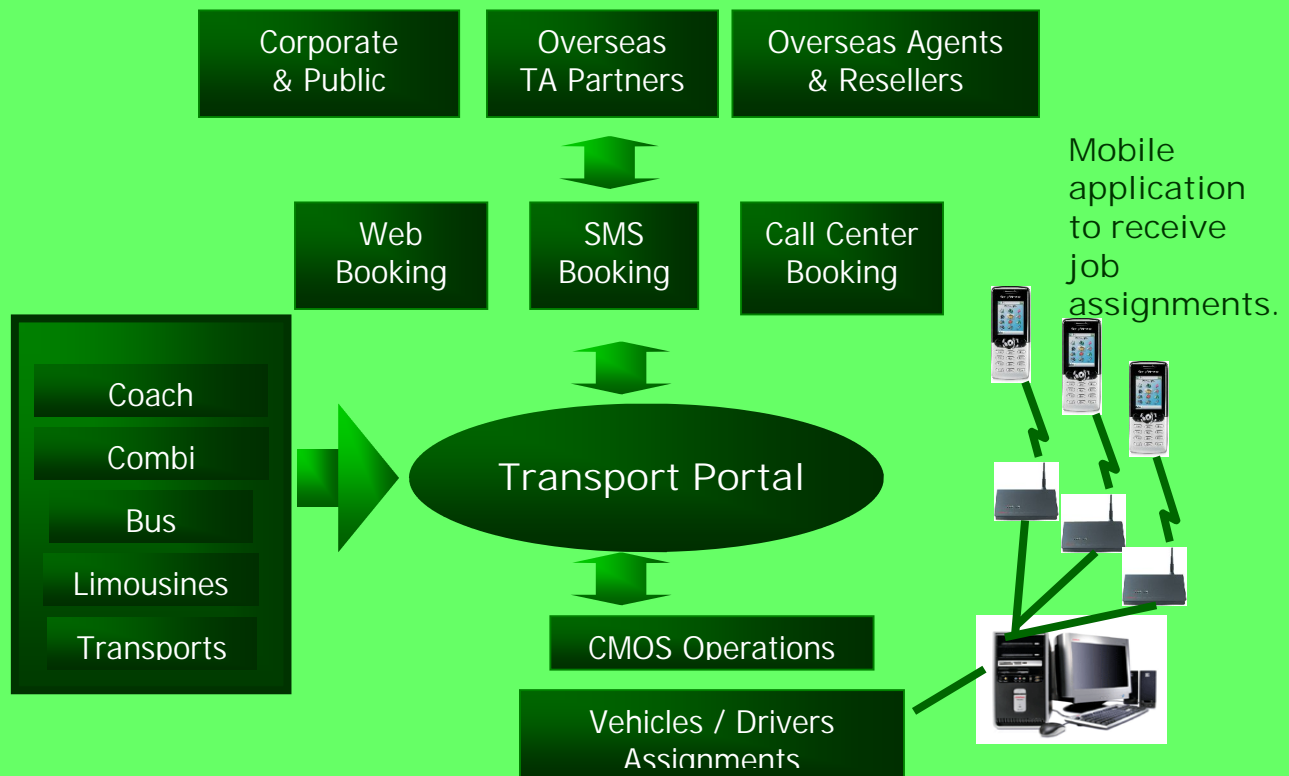 Corporate
& Public
Overseas
TA Partners
Overseas Agents
& Resellers
Mobile
application
to receive
job
assignments.
Web
Booking
SMS
Booking
Call Center
Booking
Coach
Combi
Bus
Limousines
Transports
Transport Portal
CMOS Operations
Vehicles / Drivers
Assignments